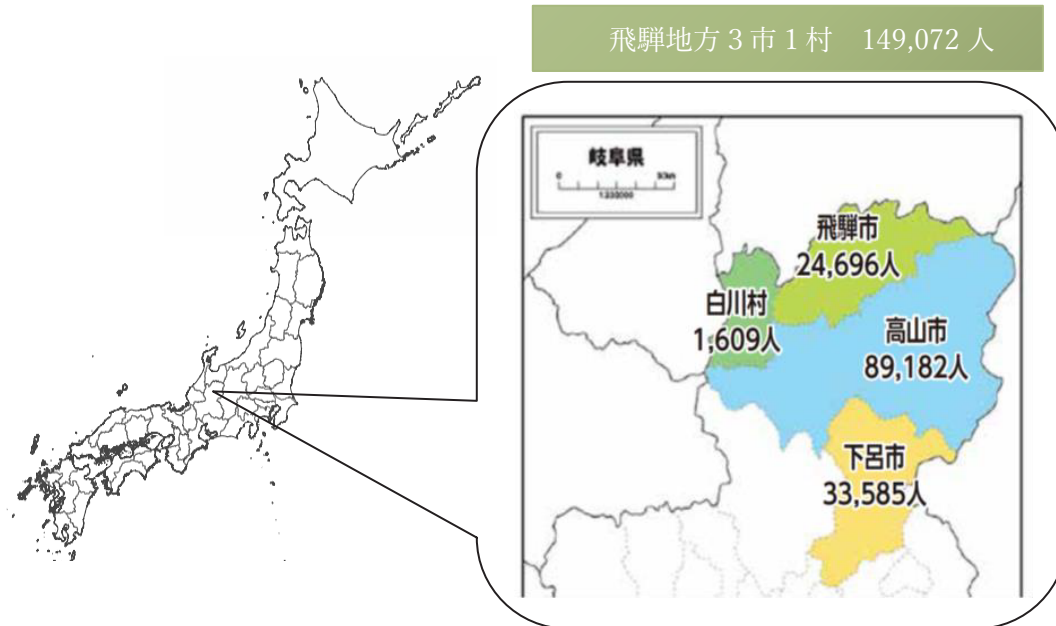 飛騨地方３市１村　149,072 人
岐阜県
0 93km
飛騨市
24,696人
白川村
1,609人
高山市
89,182人
下呂市
33,585人